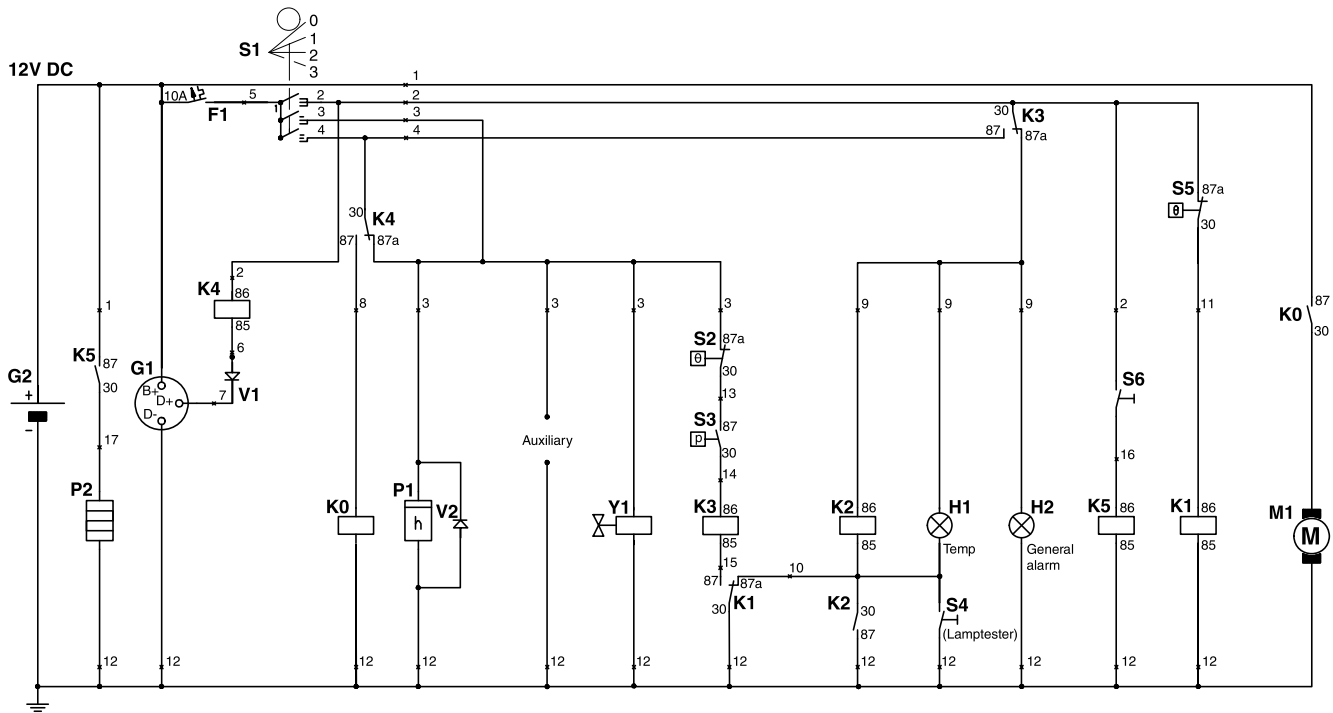 0
1
S1
2
3
12V DC
1
10A
F1
5
1
2
2
3
3
4
4
30
K3
87
87a
S5
87a
θ
30
30
K4
87
87a
2
K4
86
85
6
7
V1
1
K5
87
30
17
P2
G2
+
−
G1
B+
D+
D-
8
3
3
3
3
9
9
9
2
11
K0
87
30
S2
87a
θ
30
13
S3
87
p
30
14
S6
16
Auxiliary
K0
P1
h
V2
Y1
K3
86
85
15
K2
86
85
H1
Temp
H2
General
alarm
K5
86
85
K1
86
85
M1
M
87
87a
10
30
K1
K2
30
87
S4
(Lamptester)
12
12
12
12
12
12
12
12
12
12
12
12